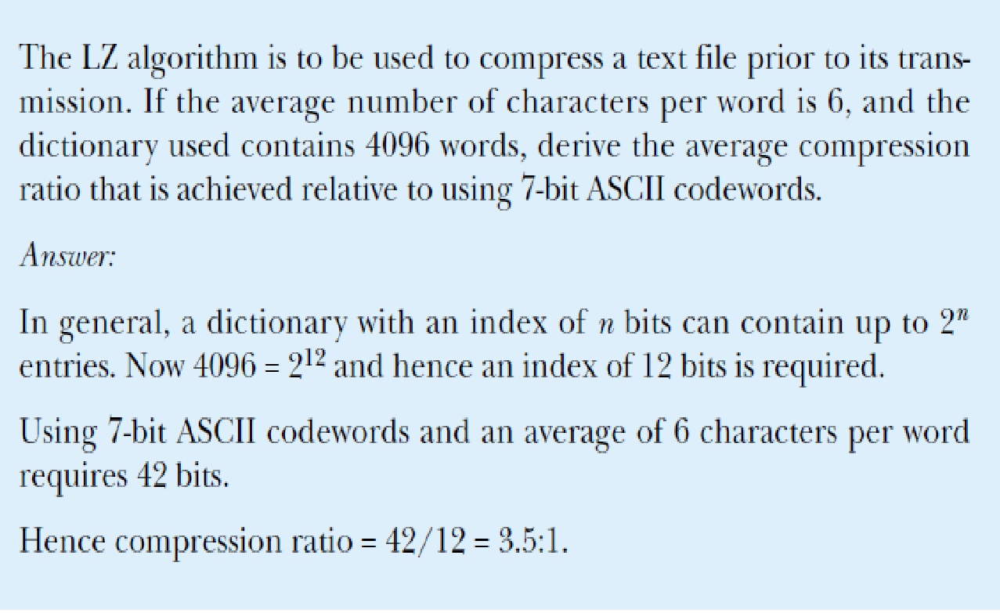 The LZ algorithm is to be used to compress a text file prior to its trans-
mission. If the average number of characters per word is 6, and the
dictionary used contains 4096 words, derive the average compression
ratio that is achieved relative to using 7-bit ASCII codewords.
Answer:
In general, a dictionary with an index of n bits can contain up to 2ⁿ
entries. Now 4096 = 2¹² and hence an index of 12 bits is required.
Using 7-bit ASCII codewords and an average of 6 characters per word
requires 42 bits.
Hence compression ratio = 42/12 = 3.5:1.